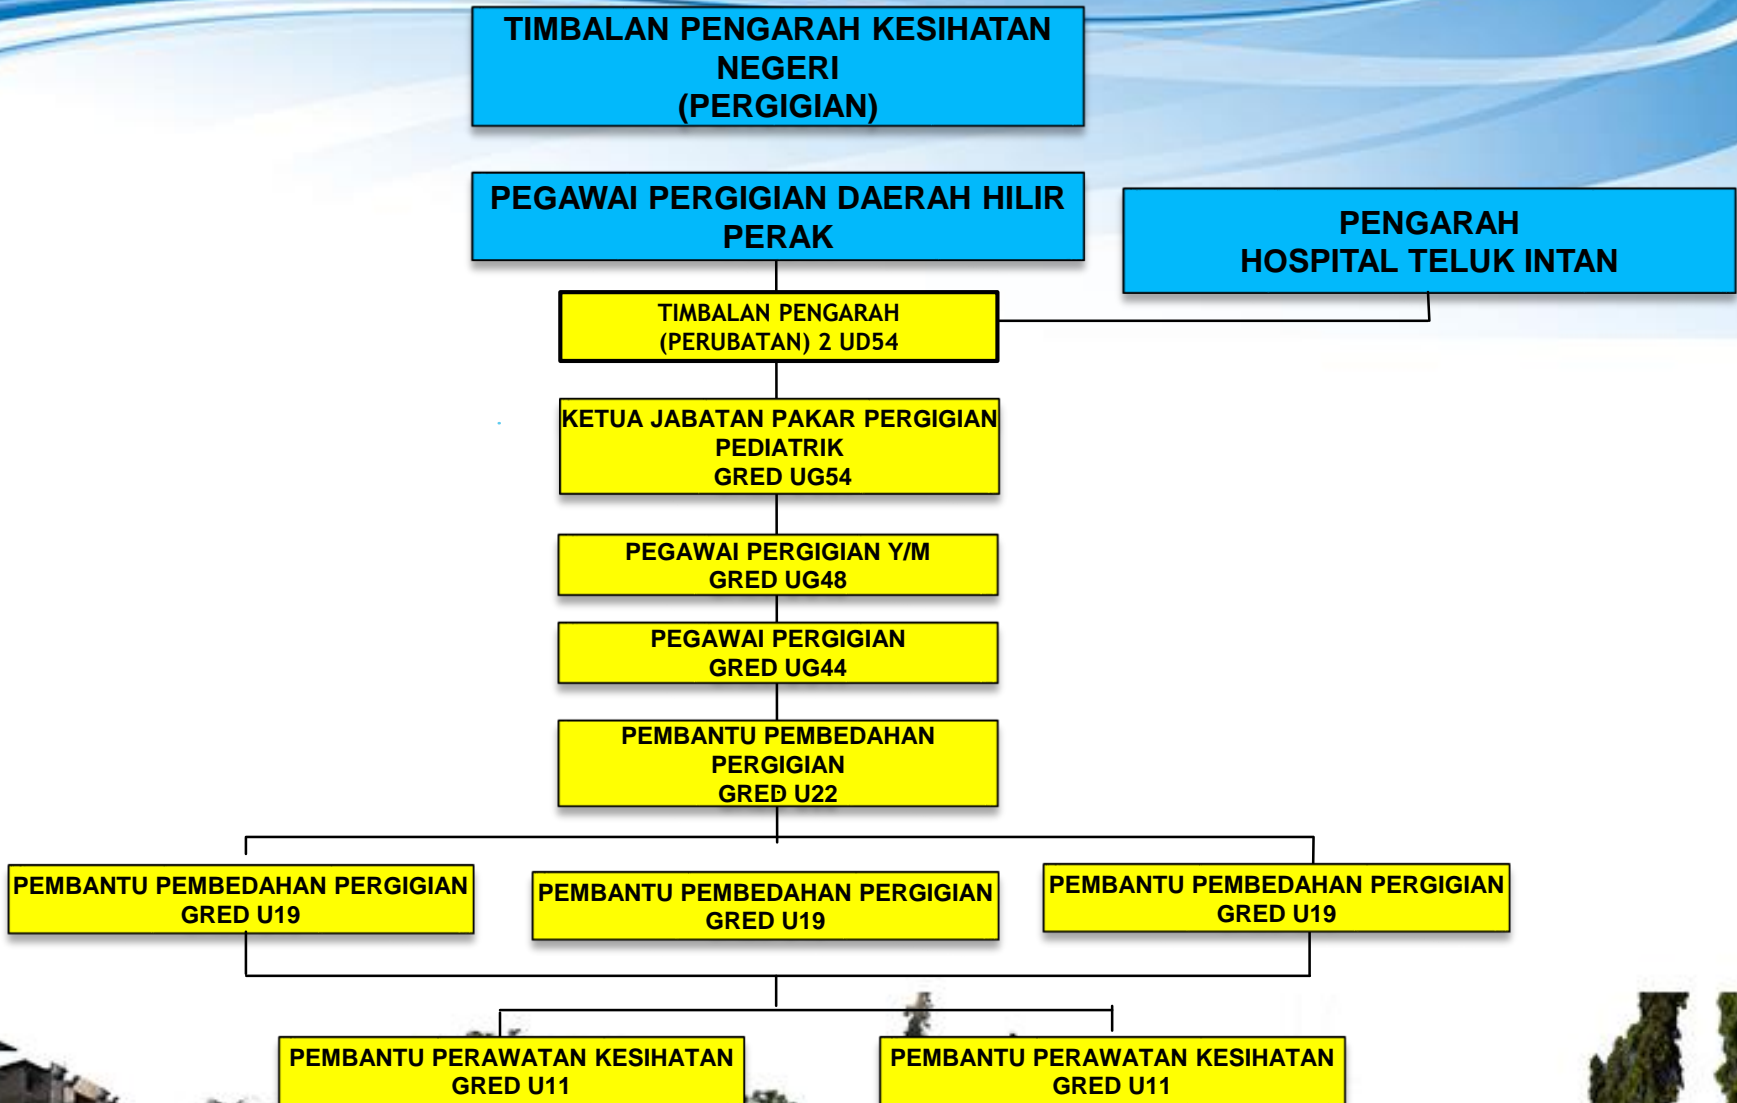 TIMBALAN PENGARAH KESIHATAN
NEGERI
(PERGIGIAN)
PEGAWAI PERGIGIAN DAERAH HILIR
PERAK
PENGARAH
HOSPITAL TELUK INTAN
TIMBALAN PENGARAH
(PERUBATAN) 2 UD54
KETUA JABATAN PAKAR PERGIGIAN
PEDIATRIK
GRED UG54
PEGAWAI PERGIGIAN Y/M
GRED UG48
PEGAWAI PERGIGIAN
GRED UG44
PEMBANTU PEMBEDAHAN
PERGIGIAN
GRED U22
PEMBANTU PEMBEDAHAN PERGIGIAN
GRED U19
PEMBANTU PEMBEDAHAN PERGIGIAN
GRED U19
PEMBANTU PEMBEDAHAN PERGIGIAN
GRED U19
PEMBANTU PERAWATAN KESIHATAN
GRED U11
PEMBANTU PERAWATAN KESIHATAN
GRED U11